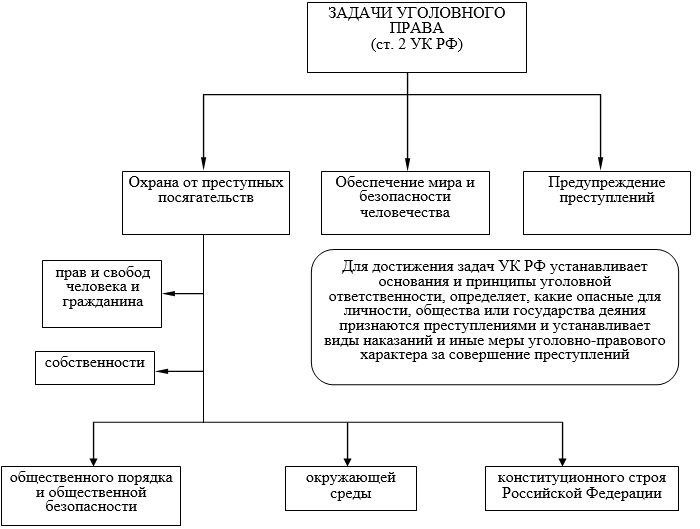 ЗАДАЧИ УГОЛОВНОГО
ПРАВА
(ст. 2 УК РФ)
Охрана от преступных
посягательств
Обеспечение мира и
безопасности
человечества
Предупреждение
преступлений
прав и свобод
человека и
гражданина
Для достижения задач УК РФ устанавливает
основания и принципы уголовной
ответственности, определяет, какие опасные для
личности, общества или государства деяния
признаются преступлениями и устанавливает
виды наказаний и иные меры уголовно-правового
характера за совершение преступлений
собственности
общественного порядка
и общественной
безопасности
окружающей
среды
конституционного строя
Российской Федерации